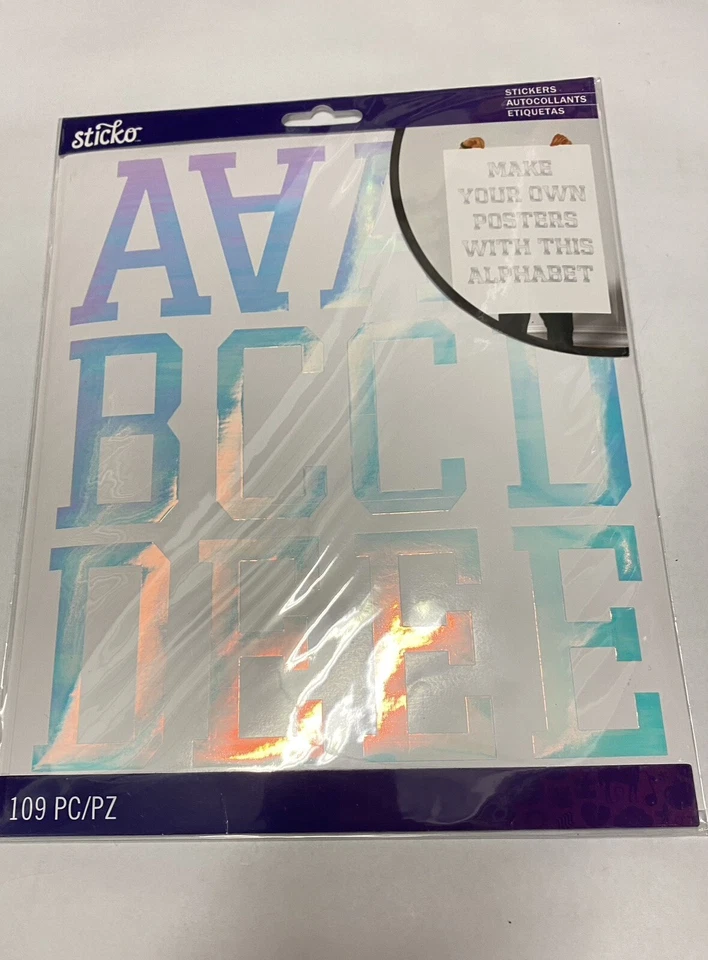 sticko
STICKERS
AUTOCOLLANTS
ETIQUETAS
MAKE
YOUR OWN
POSTERS
WITH THIS
ALPHABET
A A A
B C C D
D E E E
109 PC/PZ